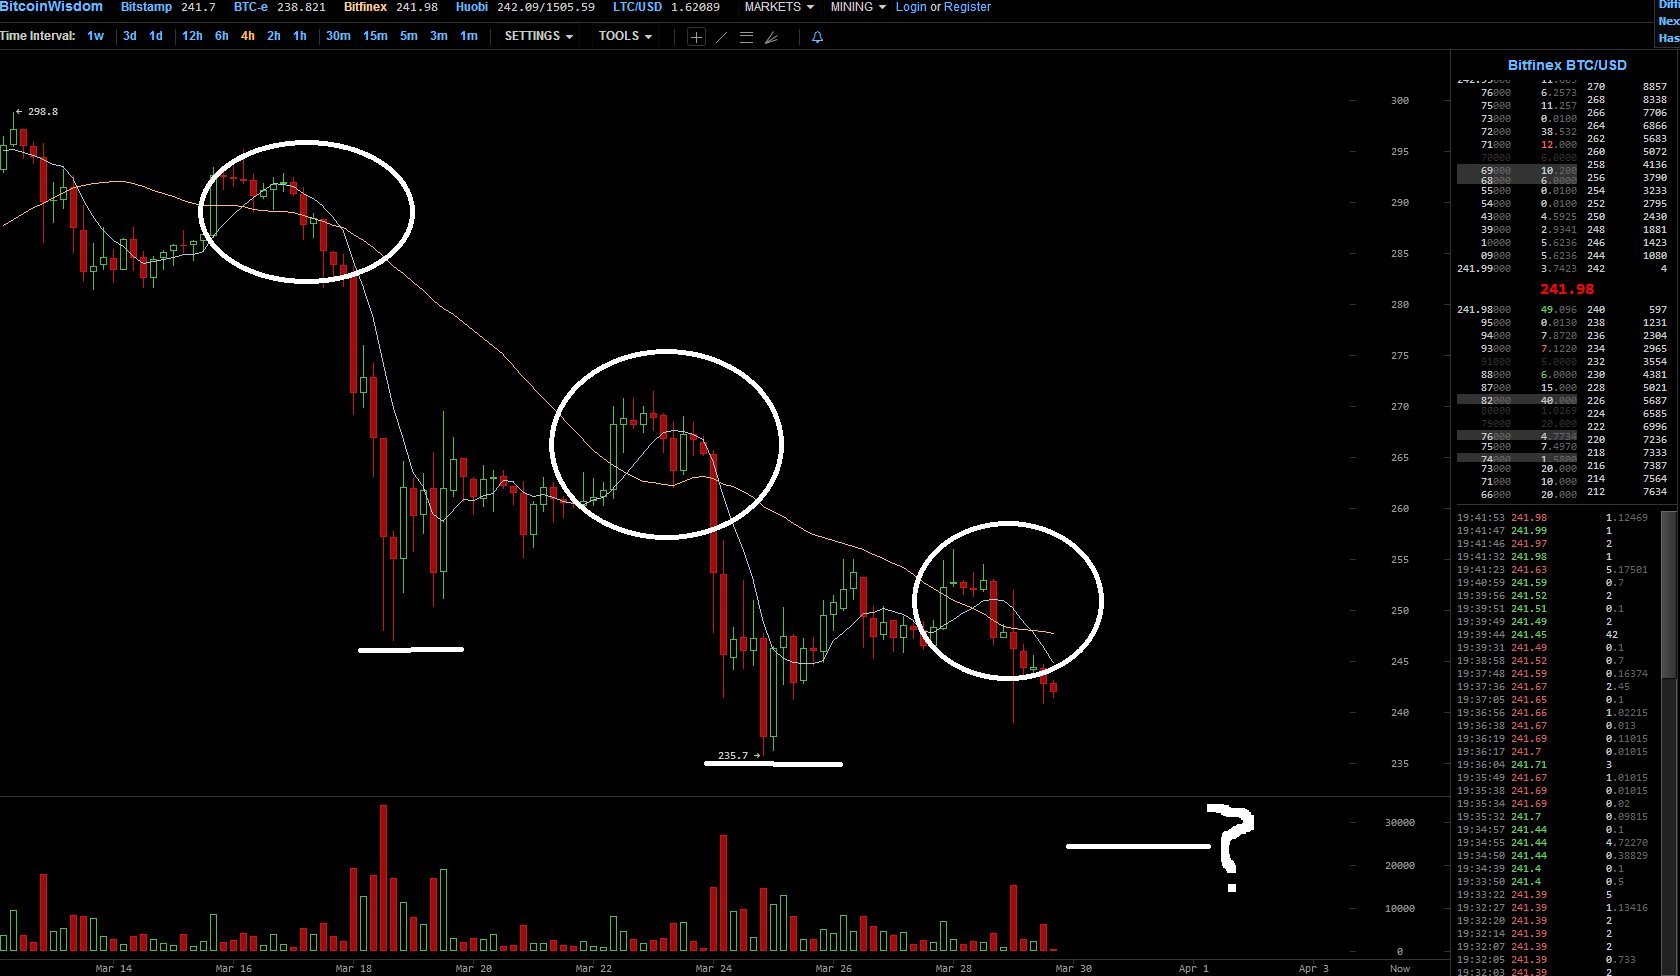 BitcoinWisdom Bitstamp 241.7 BTC-e 238.821 Bitfinex 241.98 Huobi 242.09/1505.59 LTC/USD 1.62089 MARKETS MINING Login or Register
Time Interval: 1w 3d 1d 12h 6h 4h 2h 1h 30m 15m 5m 3m 1m SETTINGS TOOLS
Diffi
Nex
Has
← 298.8
235.7 →
?
300
295
290
285
280
275
270
265
260
255
250
245
240
235
30000
20000
10000
0
Mar 14 Mar 16 Mar 18 Mar 20 Mar 22 Mar 24 Mar 26 Mar 28 Mar 30 Apr 1 Apr 3 Now
Bitfinex BTC/USD
76000 6.2573
75000 11.257
73000 0.0100
72000 38.532
71000 12.000
70000 6.0000
69000 10.200
68000 6.0000
55000 0.0100
54000 0.0100
43000 4.5925
39000 2.9341
10000 5.6236
09000 5.6236
241.99000 3.7423
270 8857
268 8338
266 7706
264 6866
262 5683
260 5072
258 4136
256 3790
254 3233
252 2795
250 2430
248 1881
246 1423
244 1080
242 4
241.98
241.98000 49.096
95000 0.0130
94000 7.8720
93000 7.1220
91000 5.0000
88000 6.0000
87000 15.000
82000 40.000
80000 1.0269
79000 20.000
76000 4.7734
75000 7.4970
74000 1.5800
73000 20.000
71000 10.000
66000 20.000
240 597
238 1231
236 2304
234 2965
232 3554
230 4381
228 5021
226 5687
224 6585
222 6996
220 7236
218 7333
216 7387
214 7564
212 7634
19:41:53 241.98 1.12469
19:41:47 241.99 1
19:41:46 241.97 2
19:41:32 241.98 1
19:41:23 241.63 5.17501
19:40:59 241.59 0.7
19:39:56 241.52 2
19:39:51 241.51 0.1
19:39:49 241.49 2
19:39:44 241.45 42
19:39:31 241.49 0.1
19:38:58 241.52 0.7
19:37:48 241.59 0.16374
19:37:36 241.67 2.45
19:37:05 241.65 0.1
19:36:56 241.66 1.02215
19:36:38 241.67 0.013
19:36:19 241.69 0.11015
19:36:17 241.7 0.01015
19:36:04 241.71 3
19:35:49 241.67 1.01015
19:35:38 241.69 0.01015
19:35:34 241.69 0.02
19:35:32 241.7 0.09815
19:34:57 241.44 0.1
19:34:55 241.44 4.72270
19:34:50 241.44 0.38829
19:34:39 241.4 0.1
19:33:50 241.4 0.5
19:33:22 241.39 5
19:32:27 241.39 1.13416
19:32:20 241.39 2
19:32:14 241.39 2
19:32:07 241.39 2
19:32:05 241.39 0.733
19:32:03 241.39 2